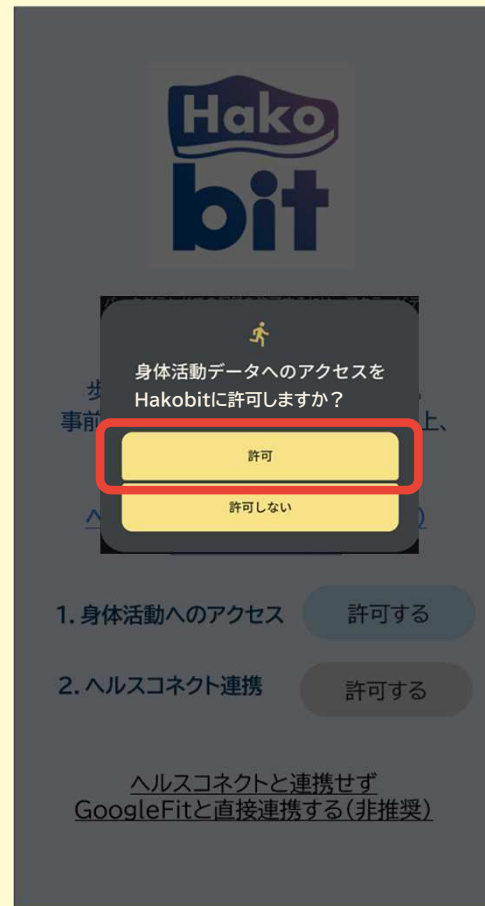 Hako
bit
身体活動データへのアクセスを
Hakobitに許可しますか？
許可
許可しない
歩
事前
上、
ヘ
)
1. 身体活動へのアクセス
許可する
2. ヘルスコネクト連携
許可する
ヘルスコネクトと連携せず
GoogleFitと直接連携する(非推奨)